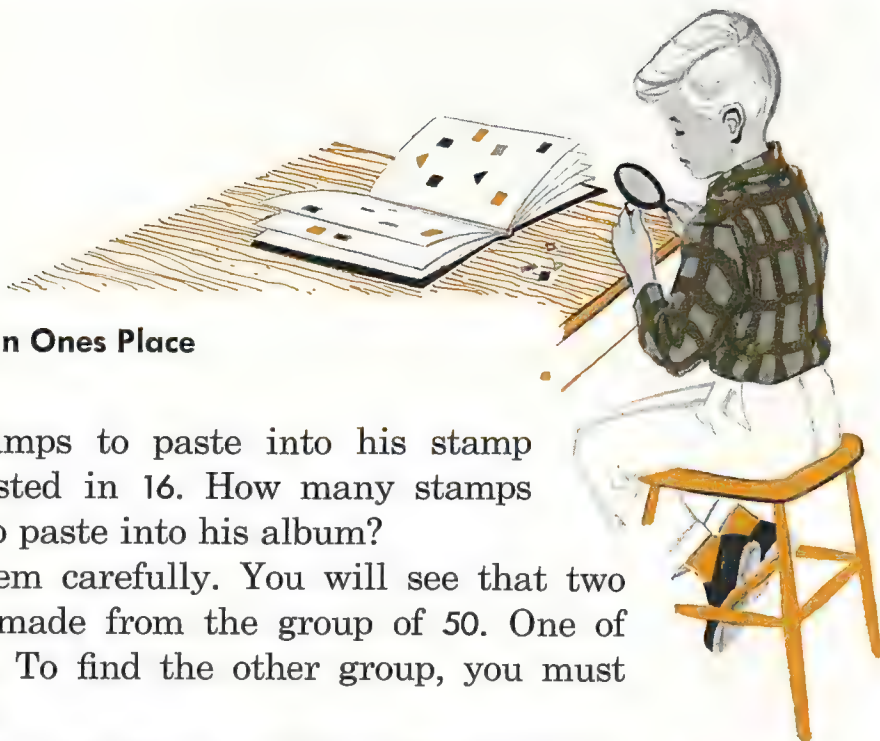 n Ones Place
amps to paste into his stamp
sted in 16. How many stamps
o paste into his album?
em carefully. You will see that two
made from the group of 50. One of
To find the other group, you must